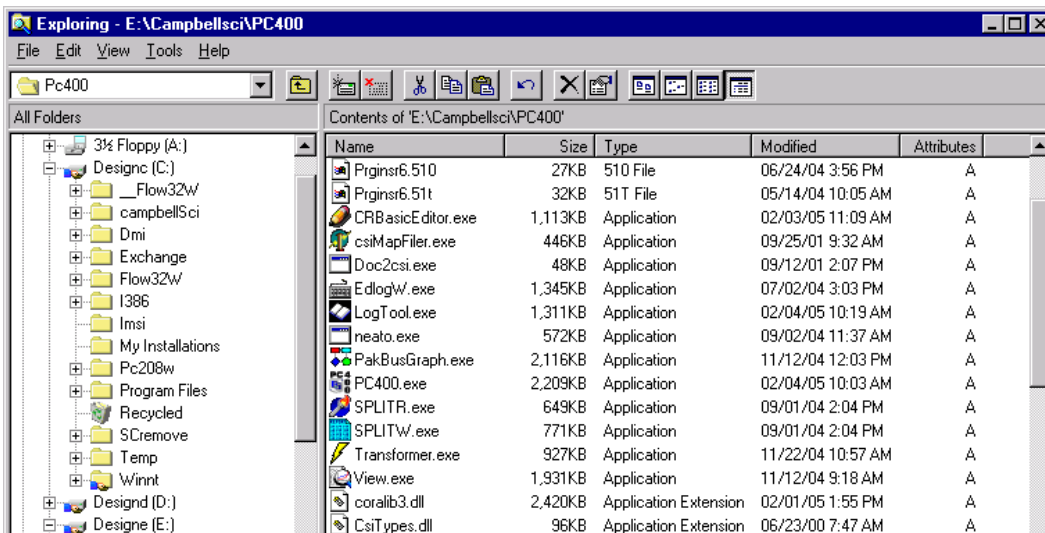 Exploring - E:\Campbellsci\PC400
File Edit View Tools Help
Pc400
All Folders
Contents of 'E:\Campbellsci\PC400'
3½ Floppy (A:)
Designc (C:)
__Flow32W
campbellSci
Dmi
Exchange
Flow32W
I386
Imsi
My Installations
Pc208w
Program Files
Recycled
SCremove
Temp
Winnt
Designd (D:)
Designe (E:)
Name Size Type Modified Attributes
Prginsr6.510 27KB 510 File 06/24/04 3:56 PM A
Prginsr6.51t 32KB 51T File 05/14/04 10:05 AM A
CRBasicEditor.exe 1,113KB Application 02/03/05 11:09 AM A
csiMapFiler.exe 446KB Application 09/25/01 9:32 AM A
Doc2csi.exe 48KB Application 09/12/01 2:07 PM A
EdlogW.exe 1,345KB Application 07/02/04 3:03 PM A
LogTool.exe 1,311KB Application 02/04/05 10:19 AM A
neato.exe 572KB Application 09/02/04 11:37 AM A
PakBusGraph.exe 2,116KB Application 11/12/04 12:03 PM A
PC400.exe 2,209KB Application 02/04/05 10:03 AM A
SPLITR.exe 649KB Application 09/01/04 2:04 PM A
SPLITW.exe 771KB Application 09/01/04 2:04 PM A
Transformer.exe 927KB Application 11/22/04 10:57 AM A
View.exe 1,931KB Application 11/12/04 9:18 AM A
coralib3.dll 2,420KB Application Extension 02/01/05 1:55 PM A
CsiTypes.dll 96KB Application Extension 06/23/00 7:47 AM A